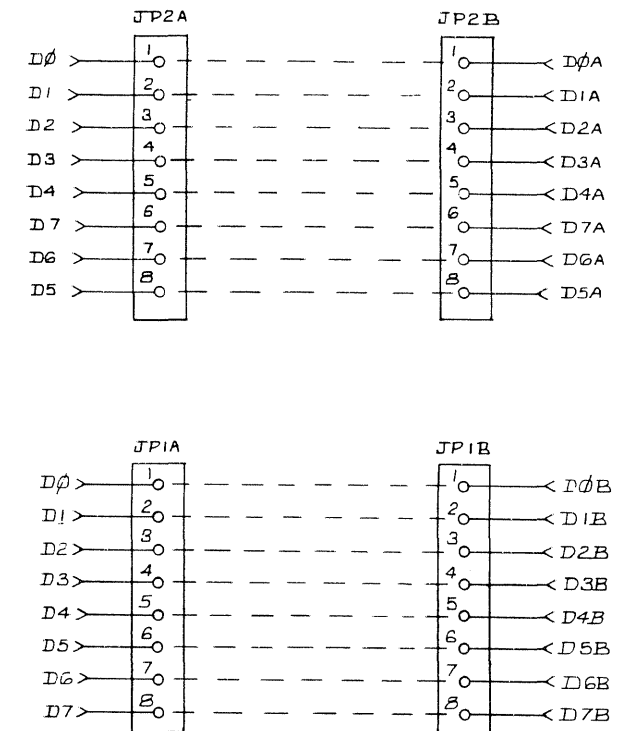 JP2A JP2B
DØ 1 1 DØA
D1 2 2 D1A
D2 3 3 D2A
D3 4 4 D3A
D4 5 5 D4A
D7 6 6 D7A
D6 7 7 D6A
D5 8 8 D5A
JP1A JP1B
DØ 1 1 DØB
D1 2 2 D1B
D2 3 3 D2B
D3 4 4 D3B
D4 5 5 D4B
D5 6 6 D5B
D6 7 7 D6B
D7 8 8 D7B